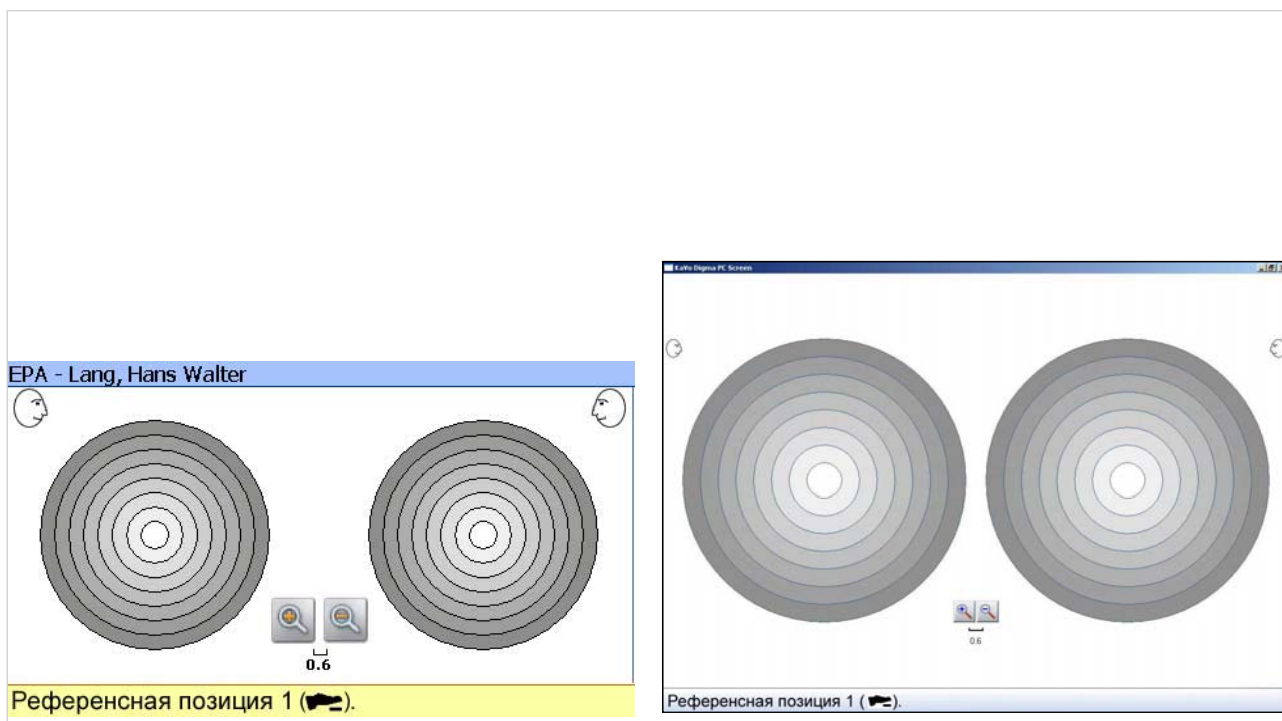 EPA - Lang, Hans Walter
0.6
Референсная позиция 1 ( ).
KaVo Digma PC Screen
0.6
Референсная позиция 1 ( ).